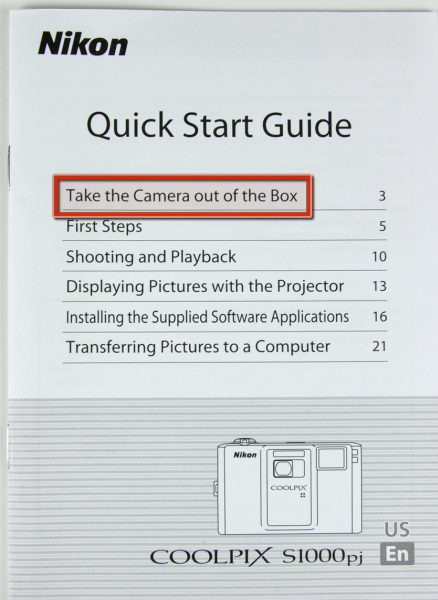 Nikon
Quick Start Guide
Take the Camera out of the Box 3
First Steps 5
Shooting and Playback 10
Displaying Pictures with the Projector 13
Installing the Supplied Software Applications 16
Transferring Pictures to a Computer 21
Nikon
COOLPIX
COOLPIX S1000pj
US
En